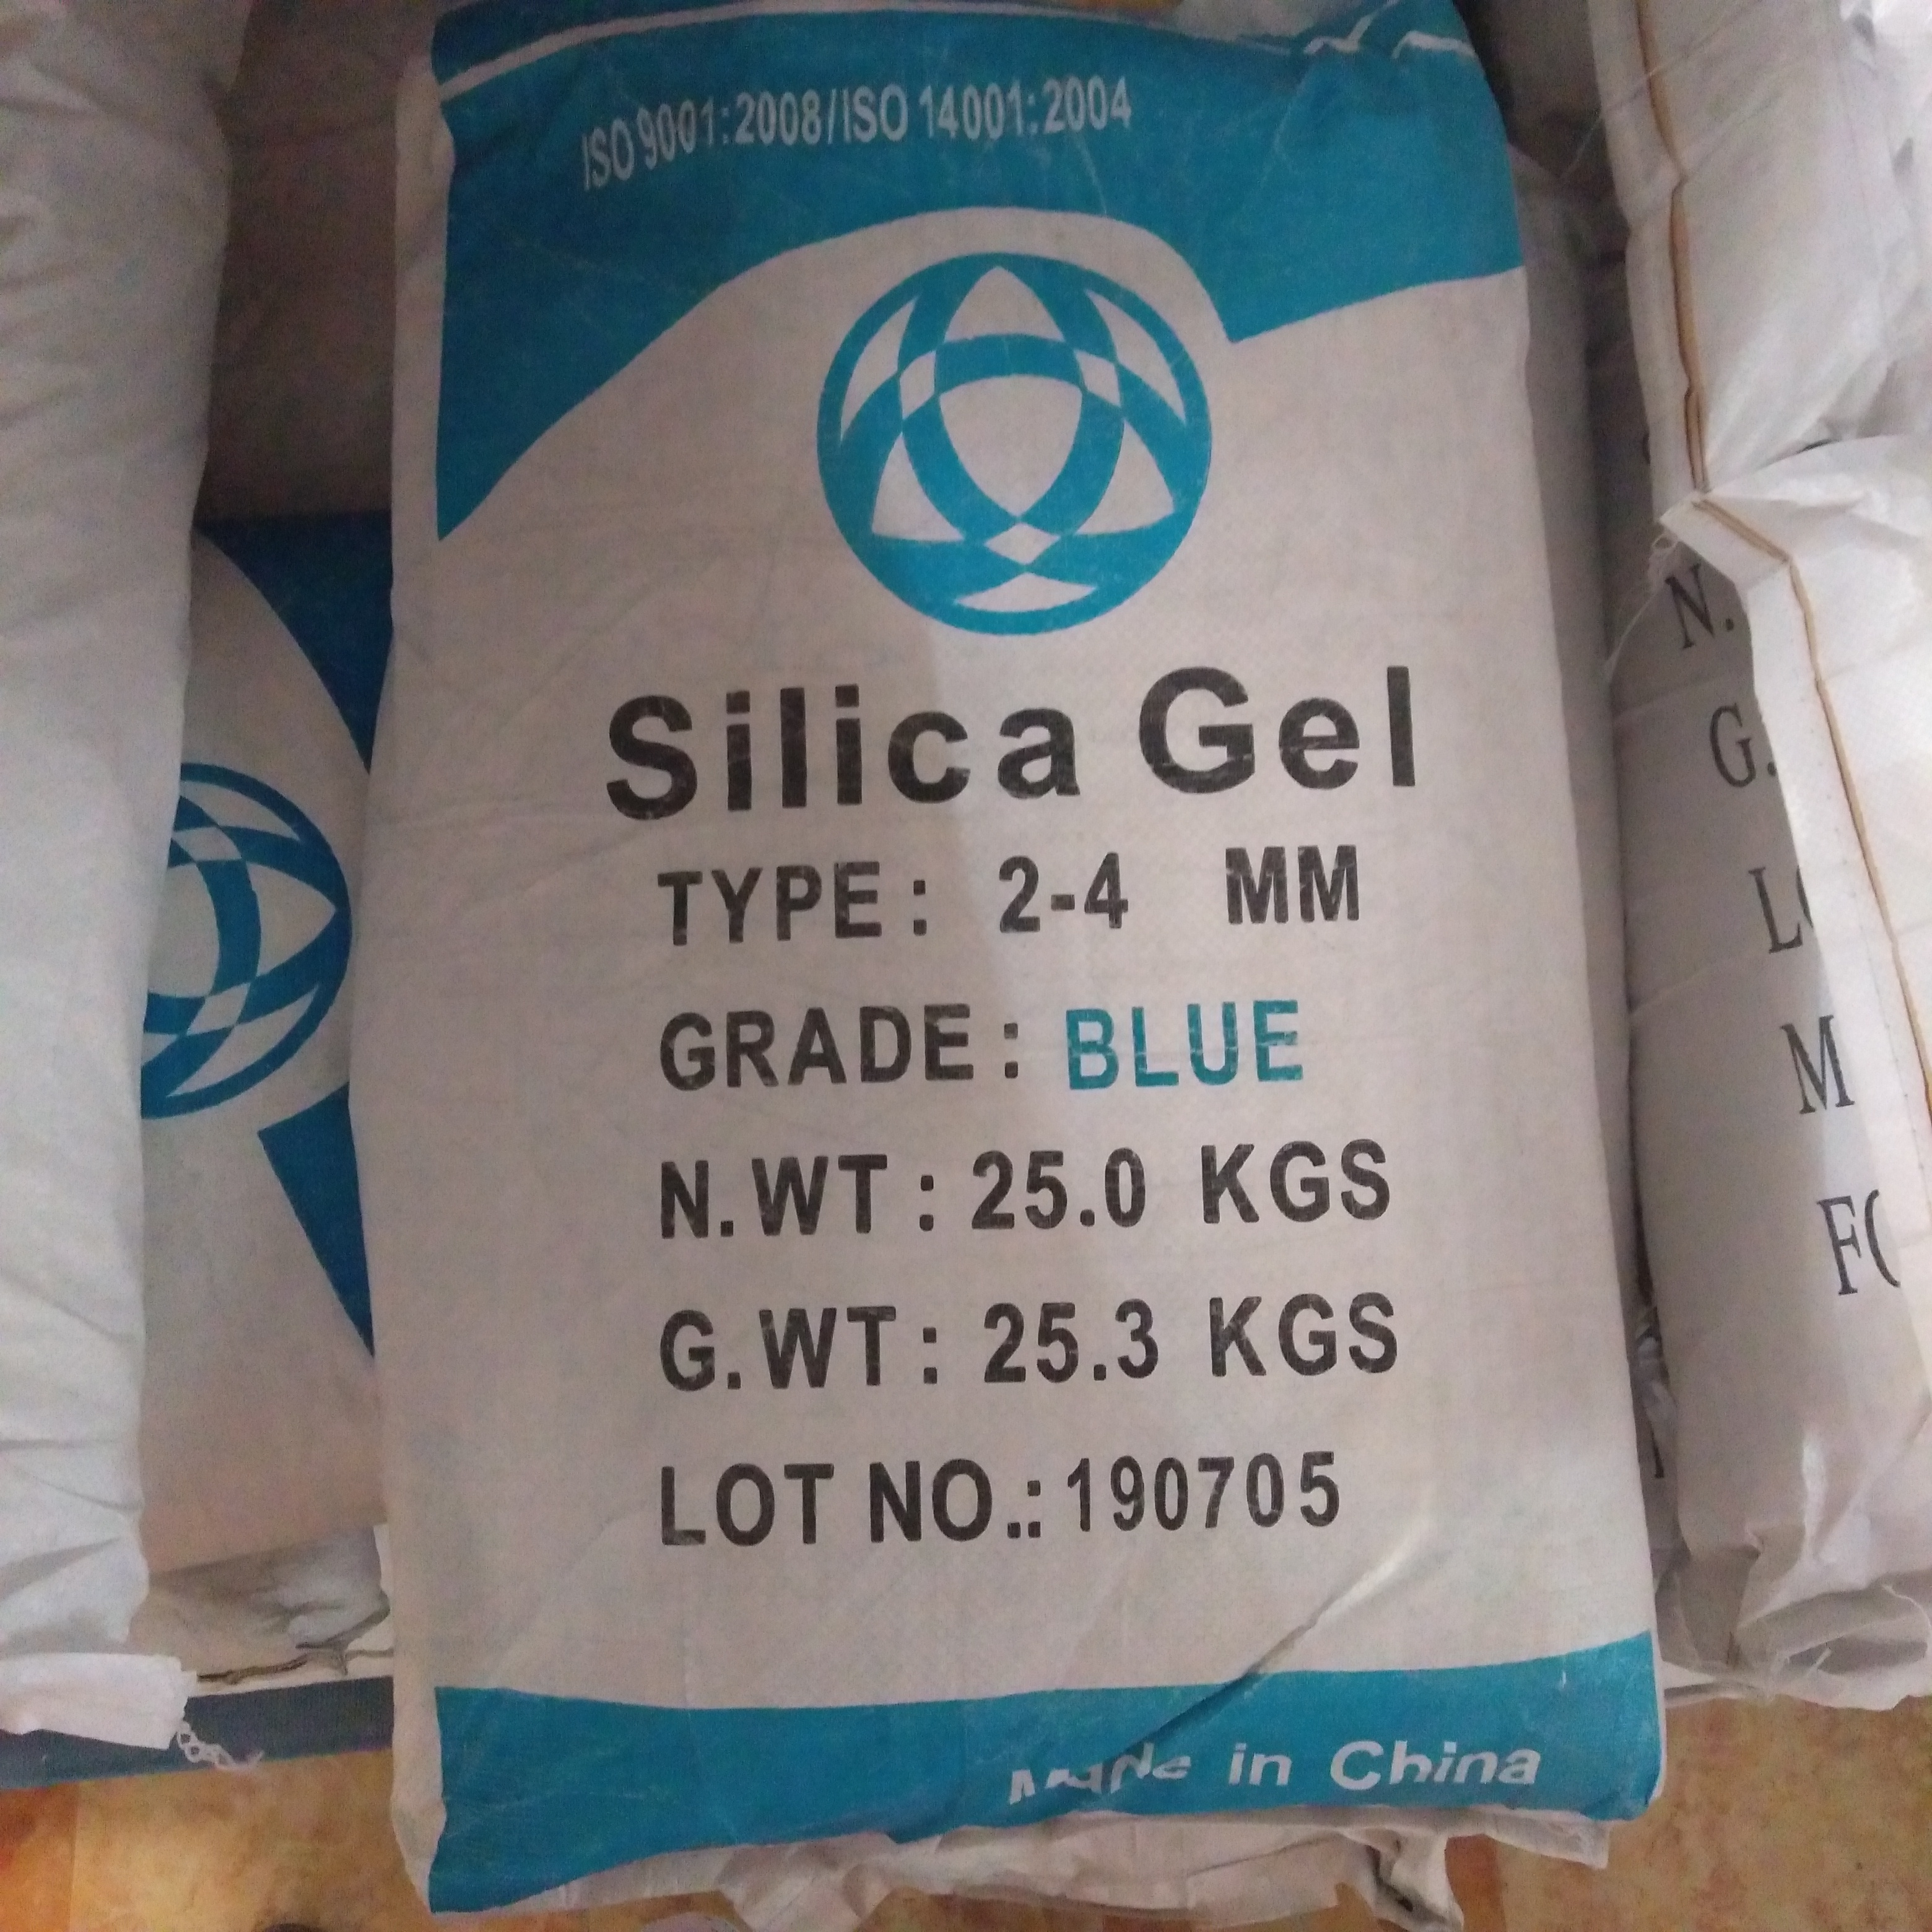 ISO 9001:2008/ISO 14001:2004
Silica Gel
TYPE: 2-4 MM
GRADE: BLUE
N.WT: 25.0 KGS
G.WT: 25.3 KGS
LOT NO.:190705
Made in China
N.
G.
M